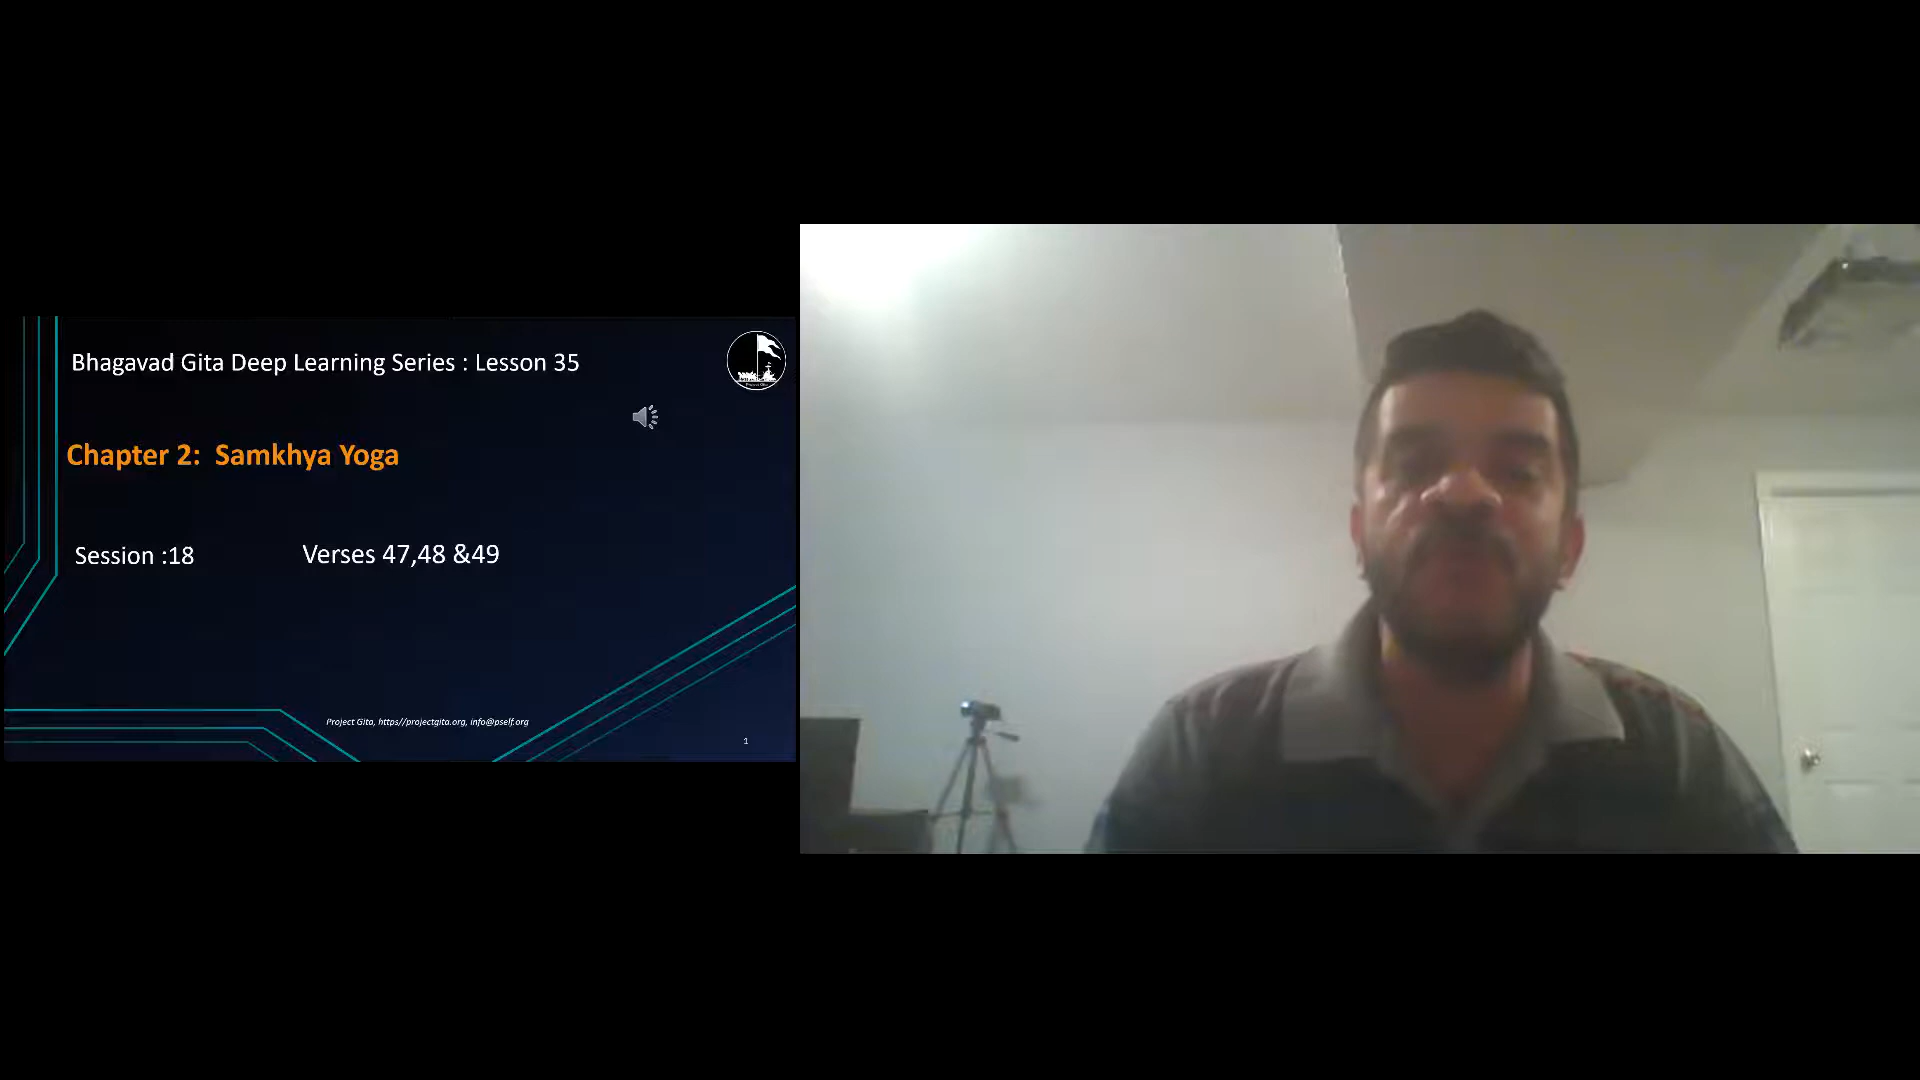 Bhagavad Gita Deep Learning Series : Lesson 35
Chapter 2: Samkhya Yoga
Session :18 Verses 47,48 &49
Project Gita, https//projectgita.org, info@pself.org
1